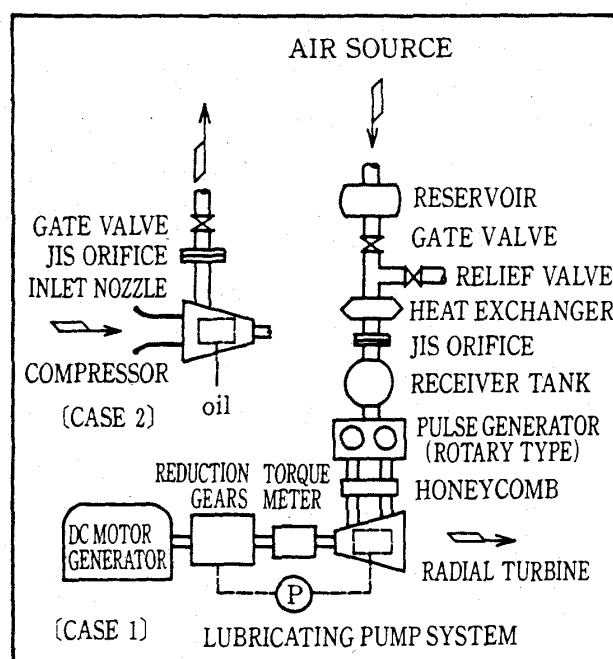 AIR SOURCE
RESERVOIR
GATE VALVE
RELIEF VALVE
HEAT EXCHANGER
JIS ORIFICE
RECEIVER TANK
PULSE GENERATOR
(ROTARY TYPE)
HONEYCOMB
RADIAL TURBINE
GATE VALVE
JIS ORIFICE
INLET NOZZLE
COMPRESSOR
oil
〔CASE 2〕
REDUCTION
GEARS
TORQUE
METER
DC MOTOR
GENERATOR
P
〔CASE 1〕
LUBRICATING PUMP SYSTEM